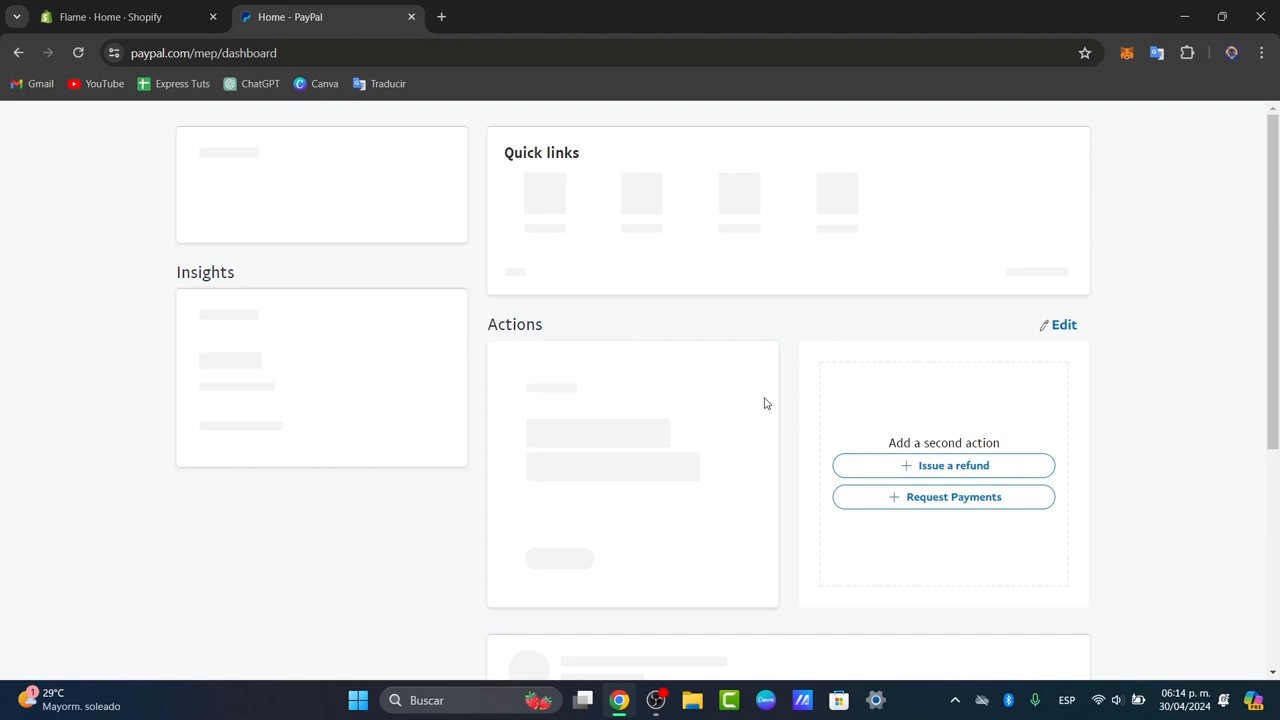 Flame · Home · Shopify
Home - PayPal
paypal.com/mep/dashboard
Gmail
YouTube
Express Tuts
ChatGPT
Canva
Traducir
Quick links
Insights
Actions
Edit
Add a second action
Issue a refund
Request Payments
1
29°C
Mayorm. soleado
Buscar
ESP
06:14 p. m.
30/04/2024
PRE